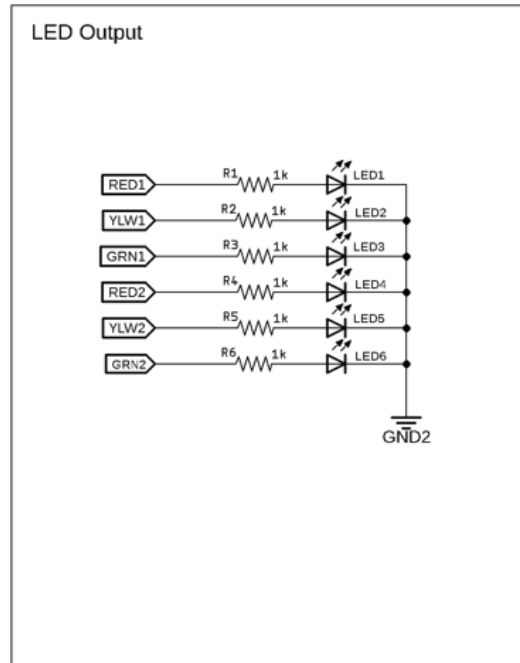 LED Output
RED1 R1 1k LED1
YLW1 R2 1k LED2
GRN1 R3 1k LED3
RED2 R4 1k LED4
YLW2 R5 1k LED5
GRN2 R6 1k LED6
GND2